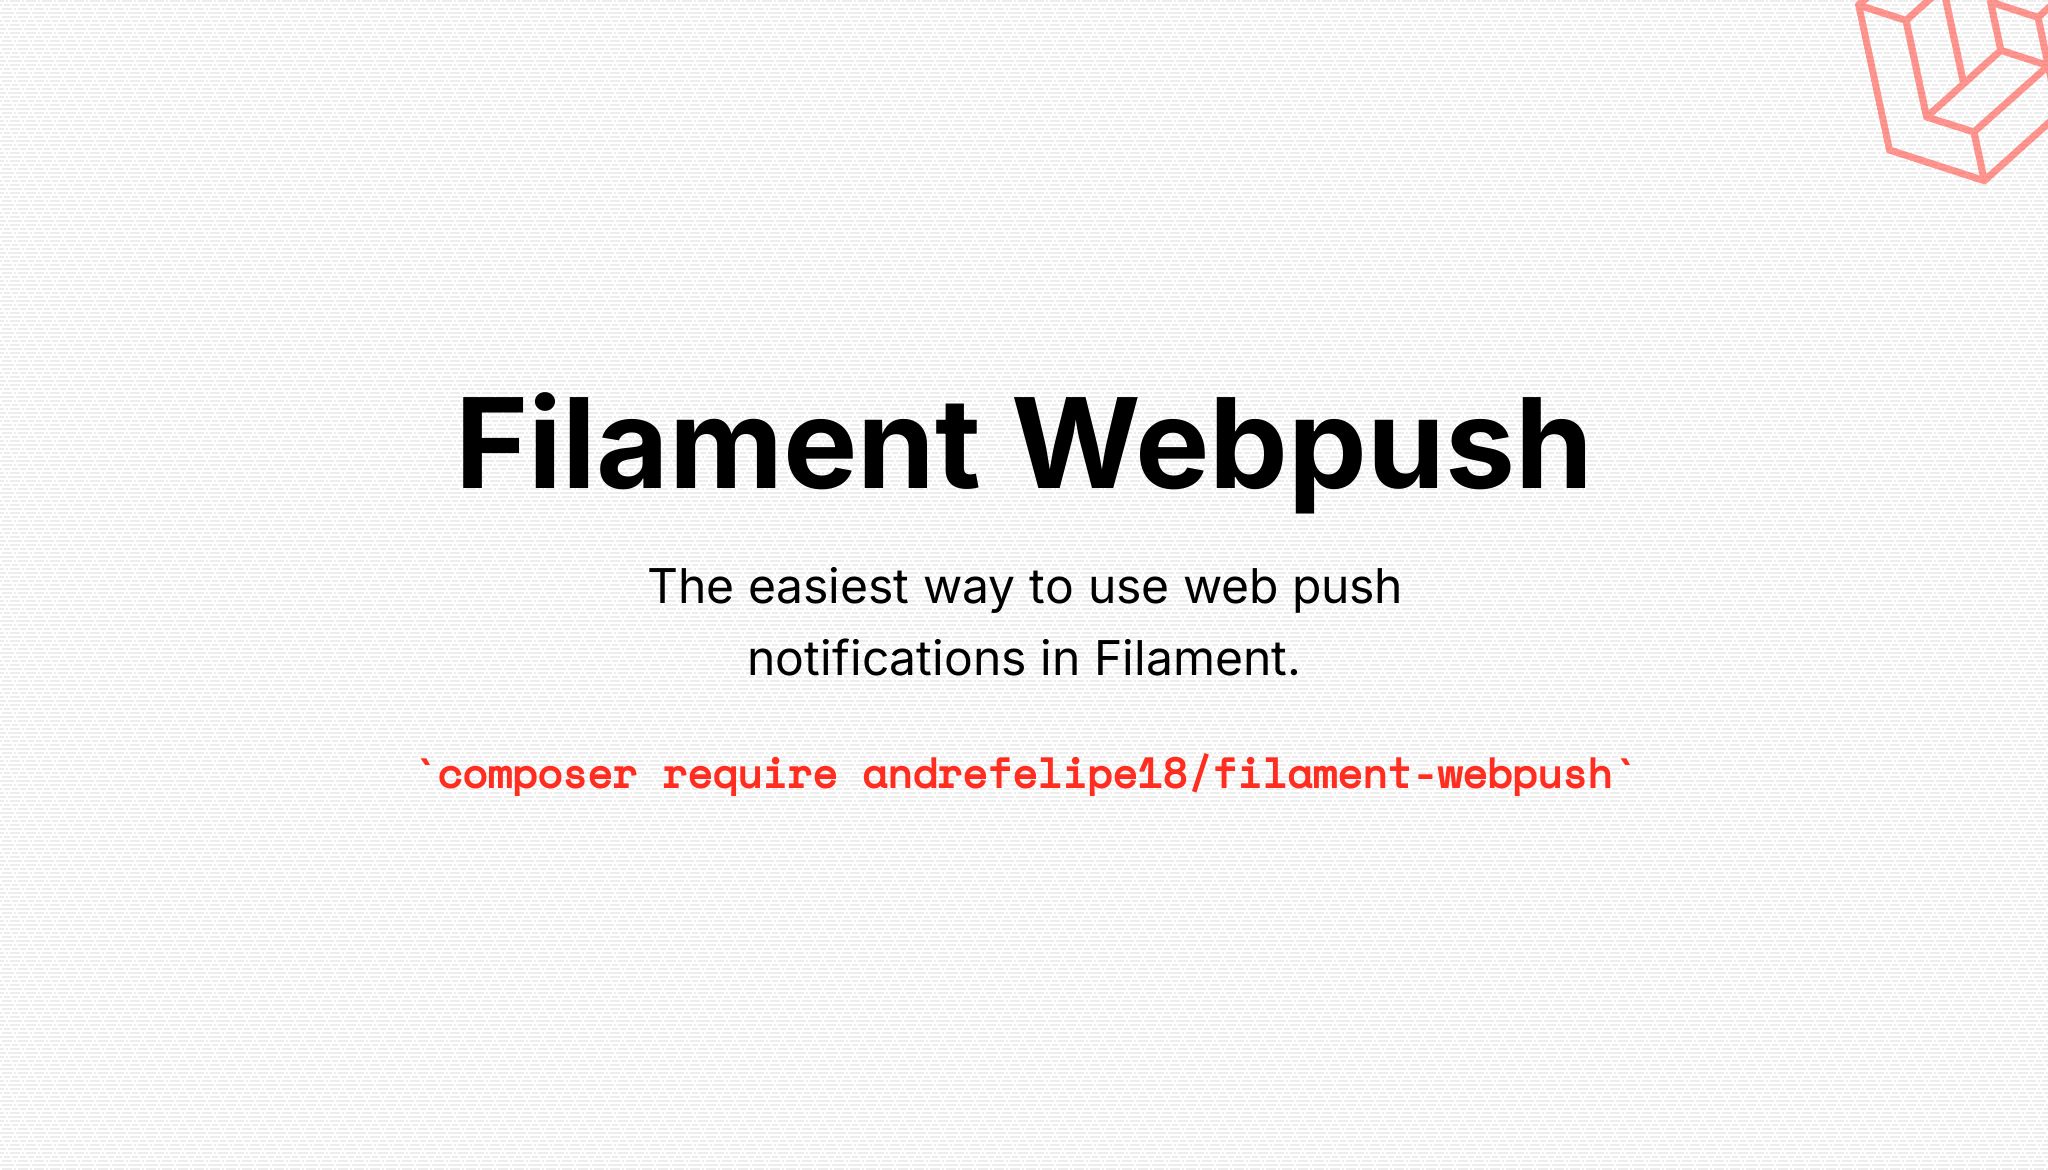 Filament Webpush
The easiest way to use web push
notifications in Filament.
`composer require andrefelipe18/filament-webpush`